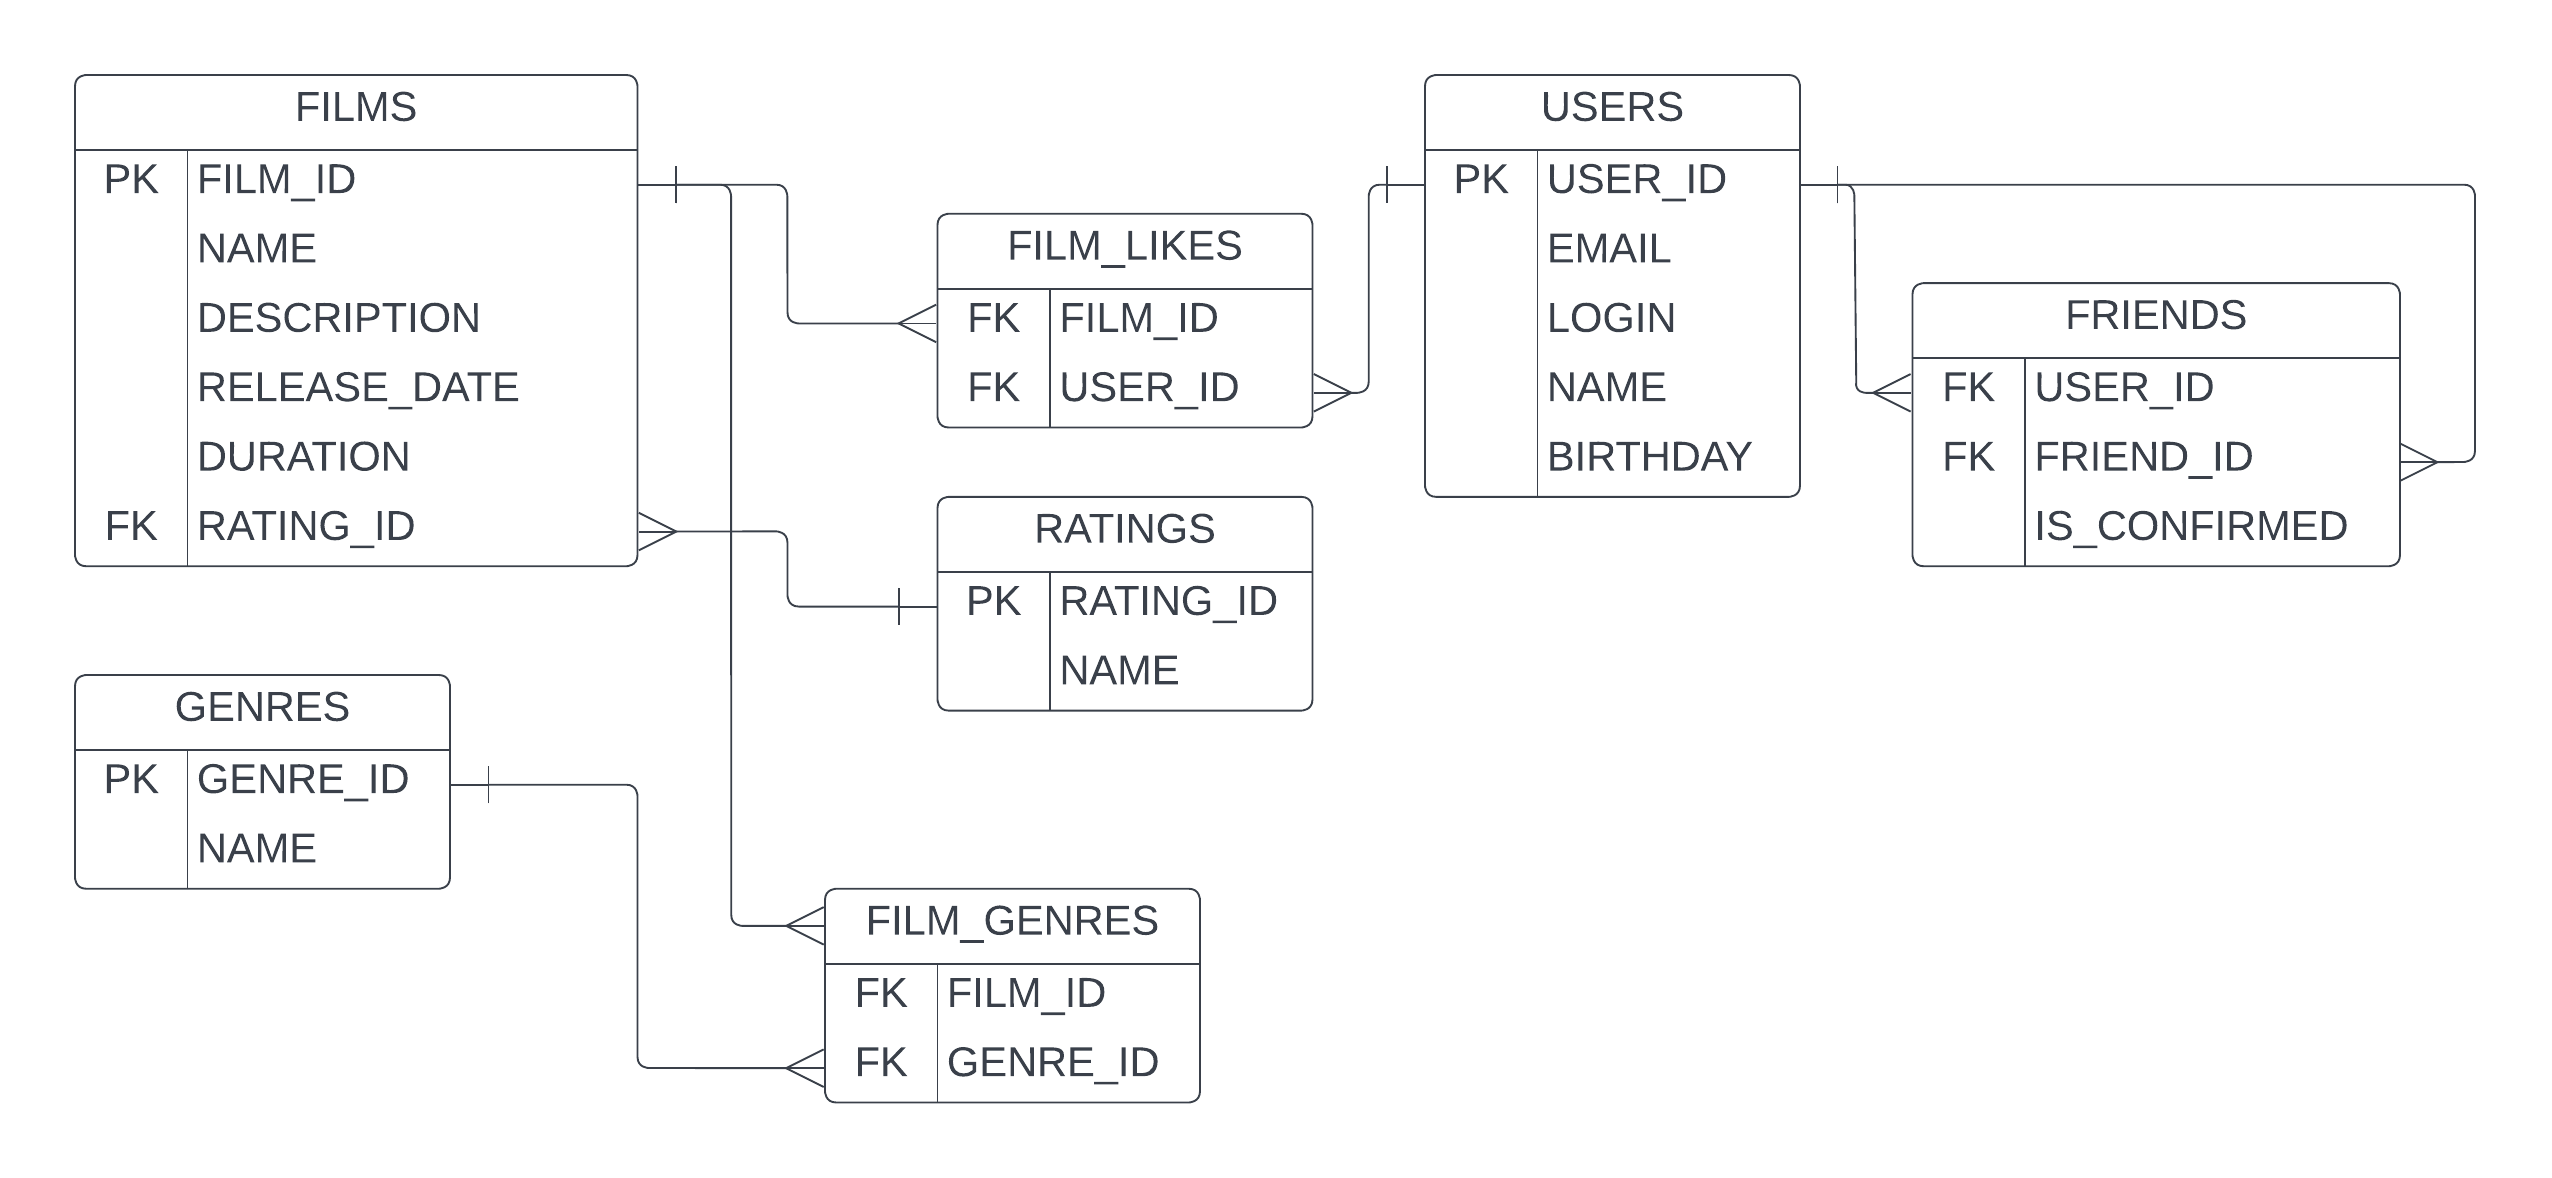 FILMS
PK FILM_ID
NAME
DESCRIPTION
RELEASE_DATE
DURATION
FK RATING_ID
FILM_LIKES
FK FILM_ID
FK USER_ID
USERS
PK USER_ID
EMAIL
LOGIN
NAME
BIRTHDAY
FRIENDS
FK USER_ID
FK FRIEND_ID
IS_CONFIRMED
RATINGS
PK RATING_ID
NAME
GENRES
PK GENRE_ID
NAME
FILM_GENRES
FK FILM_ID
FK GENRE_ID